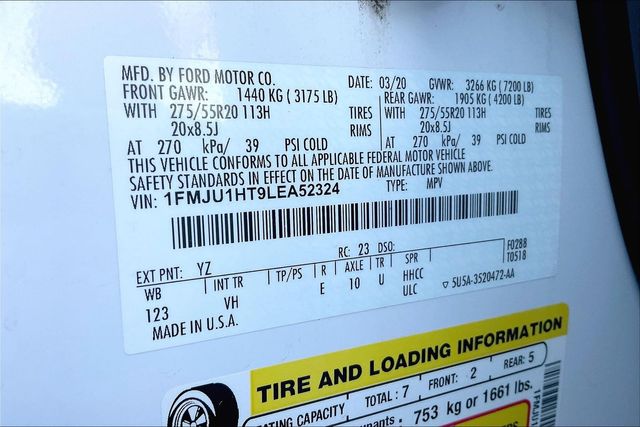 MFD. BY FORD MOTOR CO. DATE: 03/20 GVWR: 3266 KG ( 7200 LB)
FRONT GAWR: 1440 KG ( 3175 LB) REAR GAWR: 1905 KG ( 4200 LB)
WITH 275/55R20 113H TIRES 275/55R20 113H TIRES
20x8.5J RIMS 20x8.5J RIMS
AT 270 kPa/ 39 PSI COLD AT 270 kPa/ 39 PSI COLD
THIS VEHICLE CONFORMS TO ALL APPLICABLE FEDERAL MOTOR VEHICLE
SAFETY STANDARDS IN EFFECT ON THE DATE OF MANUFACTURE SHOWN ABOVE.
VIN: 1FMJU1HT9LEA52324 TYPE: MPV
EXT PNT: YZ RC: 23 DSO: F0288
WB INT TR TP/PS R AXLE TR SPR T0518
123 VH E 10 U HHCC
ULC ▽ 5U5A-3520472-AA
MADE IN U.S.A.
TIRE AND LOADING INFORMATION
ATING CAPACITY TOTAL : 7 FRONT: 2 REAR: 5
pants . 753 kg or 1661 lbs.
1FMJU1